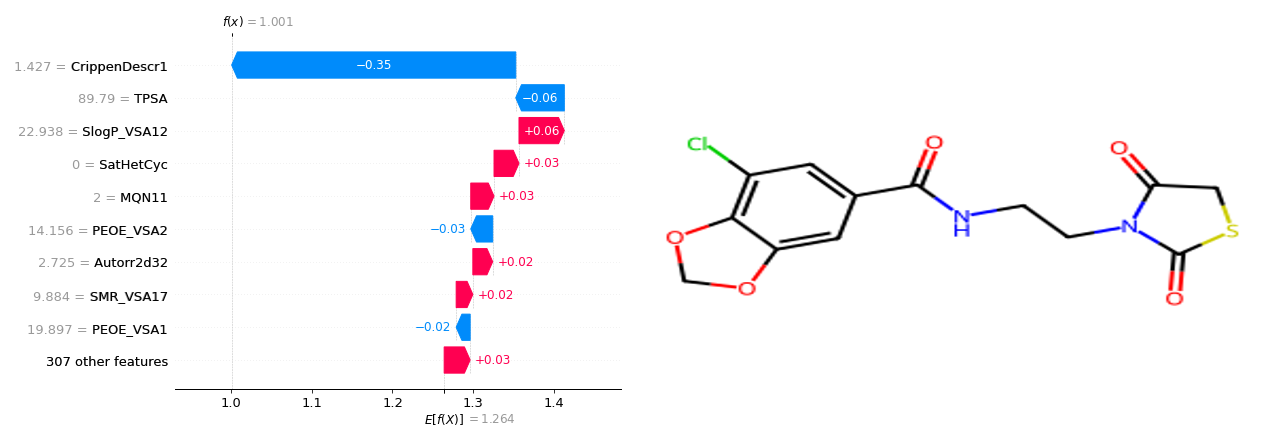 f(x) = 1.001
1.427 = CrippenDescr1
−0.35
89.79 = TPSA
−0.06
22.938 = SlogP_VSA12
+0.06
0 = SatHetCyc
+0.03
2 = MQN11
+0.03
14.156 = PEOE_VSA2
−0.03
2.725 = Autorr2d32
+0.02
9.884 = SMR_VSA17
+0.02
19.897 = PEOE_VSA1
−0.02
307 other features
+0.03
1.0 1.1 1.2 1.3 1.4
E[f(X)] = 1.264
Cl
O
O
O
N
H
O
N
S
O